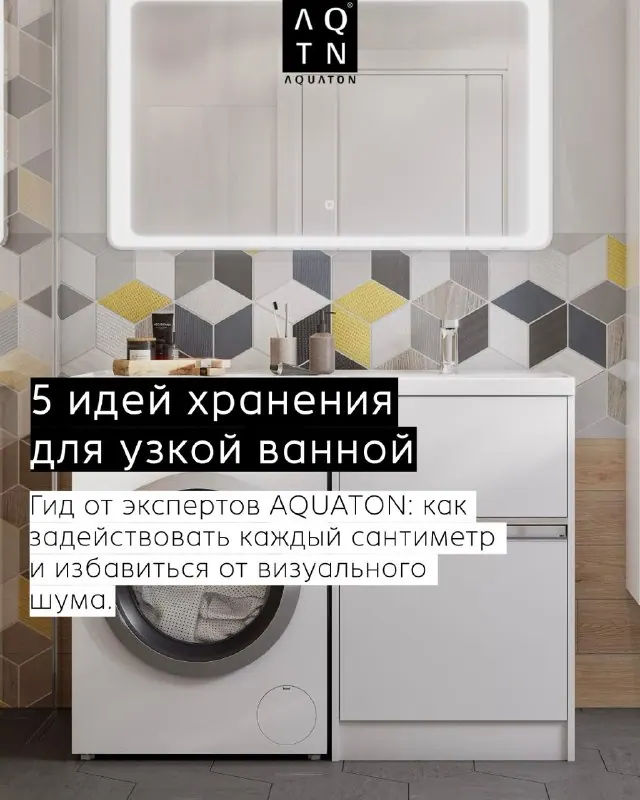 AQ®
TN
AQUATON
5 идей хранения
для узкой ванной
Гид от экспертов AQUATON: как
задействовать каждый сантиметр
и избавиться от визуального
шума.